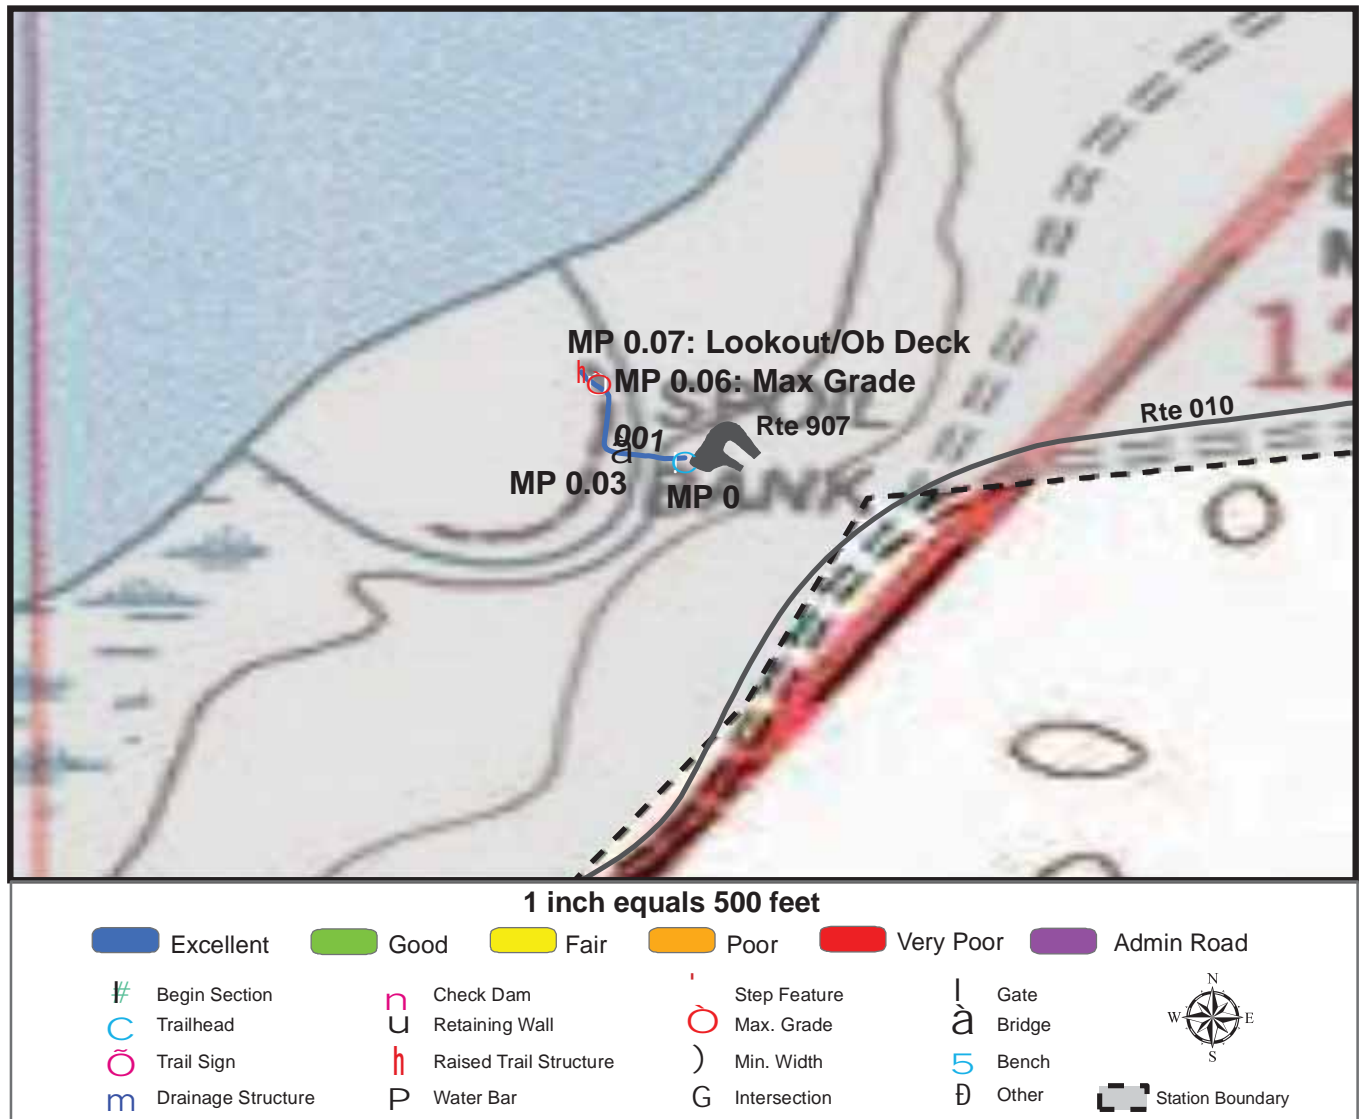 MP 0.07: Lookout/Ob Deck
MP 0.06: Max Grade
SPOIL
BANK
Rte 907
001
MP 0.03
MP 0
Rte 010
12
1 inch equals 500 feet
Excellent
Good
Fair
Poor
Very Poor
Admin Road
Begin Section
Check Dam
Step Feature
Gate
Trailhead
Retaining Wall
Max. Grade
Bridge
Trail Sign
Raised Trail Structure
Min. Width
Bench
Drainage Structure
Water Bar
Intersection
Other
Station Boundary
N
W
E
S